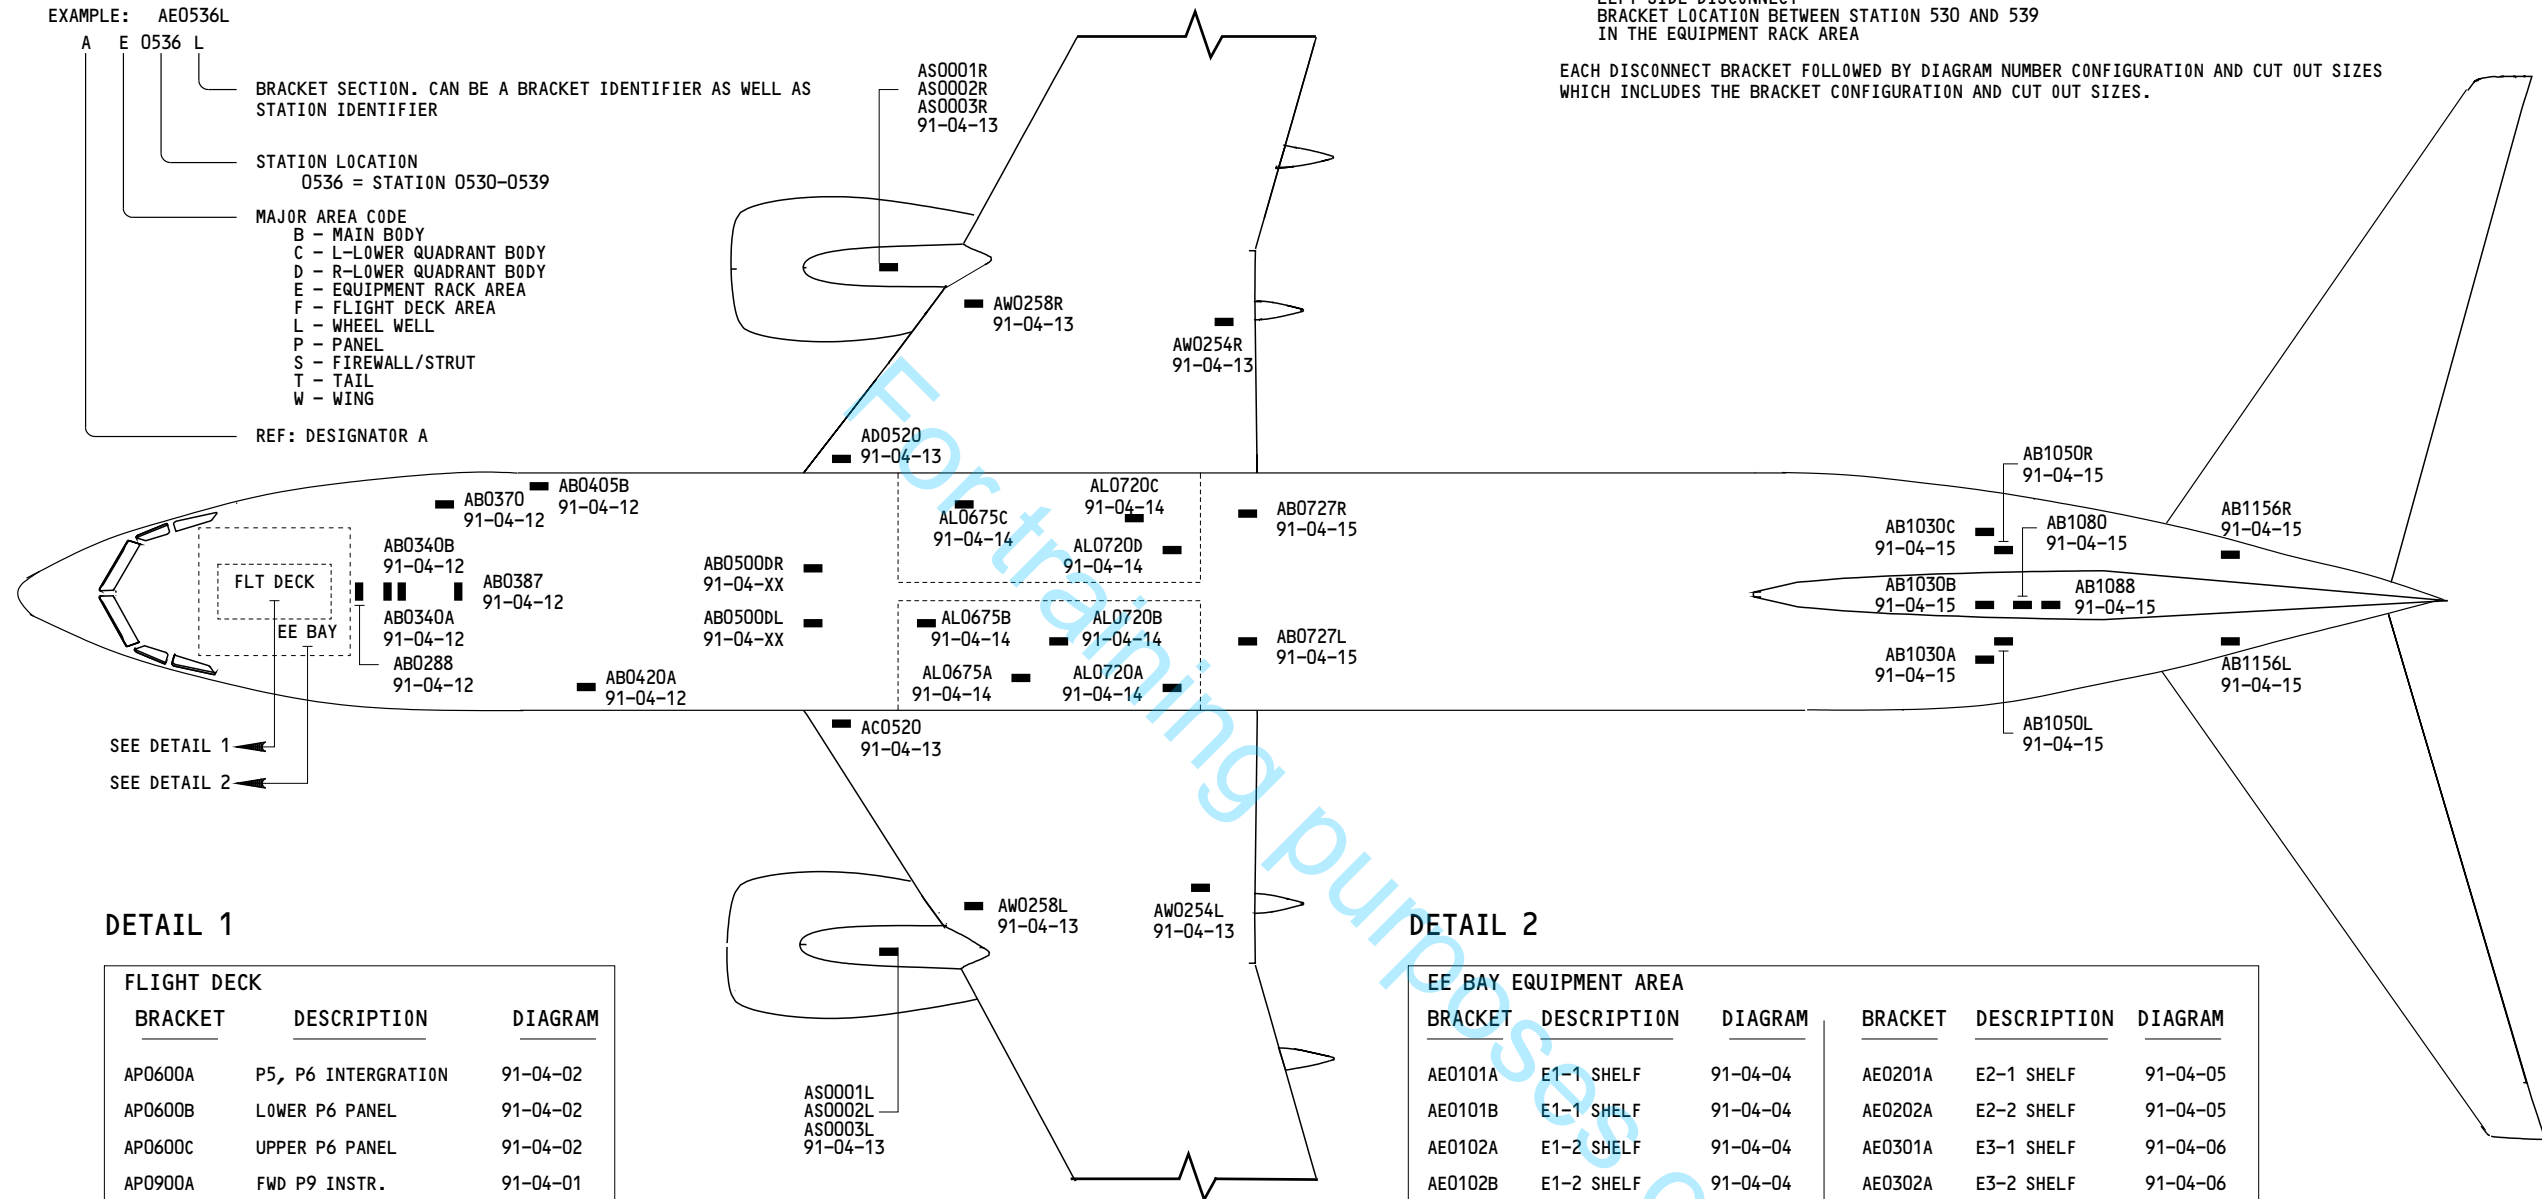 EXAMPLE: AE0536L
A E 0536 L
BRACKET SECTION. CAN BE A BRACKET IDENTIFIER AS WELL AS
STATION IDENTIFIER
STATION LOCATION
0536 = STATION 0530-0539
MAJOR AREA CODE
B - MAIN BODY
C - L-LOWER QUADRANT BODY
D - R-LOWER QUADRANT BODY
E - EQUIPMENT RACK AREA
F - FLIGHT DECK AREA
L - WHEEL WELL
P - PANEL
S - FIREWALL/STRUT
T - TAIL
W - WING
REF: DESIGNATOR A
LEFT SIDE DISCONNECT
BRACKET LOCATION BETWEEN STATION 530 AND 539
IN THE EQUIPMENT RACK AREA
EACH DISCONNECT BRACKET FOLLOWED BY DIAGRAM NUMBER CONFIGURATION AND CUT OUT SIZES
WHICH INCLUDES THE BRACKET CONFIGURATION AND CUT OUT SIZES.
AS0001R
AS0002R
AS0003R
91-04-13
AW0258R
91-04-13
AW0254R
91-04-13
AD0520
91-04-13
AB0370
91-04-12
AB0405B
91-04-12
AB0340B
91-04-12
AB0387
91-04-12
AB0340A
91-04-12
AB0288
91-04-12
FLT DECK
EE BAY
SEE DETAIL 1
SEE DETAIL 2
AB0420A
91-04-12
AB0500DR
91-04-XX
AB0500DL
91-04-XX
AL0675C
91-04-14
AL0720C
91-04-14
AL0720D
91-04-14
AL0675B
91-04-14
AL0720B
91-04-14
AL0675A
91-04-14
AL0720A
91-04-14
AB0727R
91-04-15
AB0727L
91-04-15
AC0520
91-04-13
AB1050R
91-04-15
AB1030C
91-04-15
AB1080
91-04-15
AB1156R
91-04-15
AB1030B
91-04-15
AB1088
91-04-15
AB1030A
91-04-15
AB1156L
91-04-15
AB1050L
91-04-15
AW0258L
91-04-13
AW0254L
91-04-13
AS0001L
AS0002L
AS0003L
91-04-13
DETAIL 1
FLIGHT DECK
BRACKET DESCRIPTION DIAGRAM
AP0600A P5, P6 INTERGRATION 91-04-02
AP0600B LOWER P6 PANEL 91-04-02
AP0600C UPPER P6 PANEL 91-04-02
AP0900A FWD P9 INSTR. 91-04-01
DETAIL 2
EE BAY EQUIPMENT AREA
BRACKET DESCRIPTION DIAGRAM BRACKET DESCRIPTION DIAGRAM
AE0101A E1-1 SHELF 91-04-04 AE0201A E2-1 SHELF 91-04-05
AE0101B E1-1 SHELF 91-04-04 AE0202A E2-2 SHELF 91-04-05
AE0102A E1-2 SHELF 91-04-04 AE0301A E3-1 SHELF 91-04-06
AE0102B E1-2 SHELF 91-04-04 AE0302A E3-2 SHELF 91-04-06
For training purposes